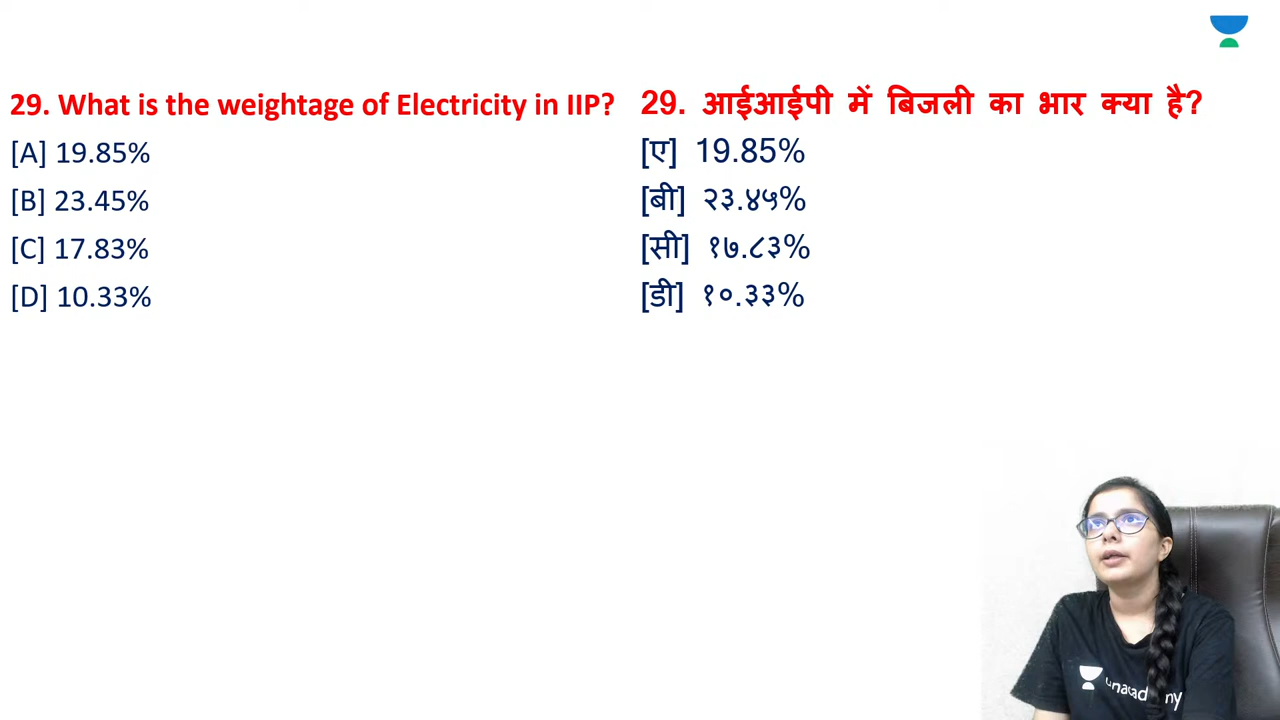 29. What is the weightage of Electricity in IIP?
[A] 19.85%
[B] 23.45%
[C] 17.83%
[D] 10.33%
29. आईआईपी में बिजली का भार क्या है?
[ए] 19.85%
[बी] २३.४५%
[सी] १७.८३%
[डी] १०.३३%
unacademy